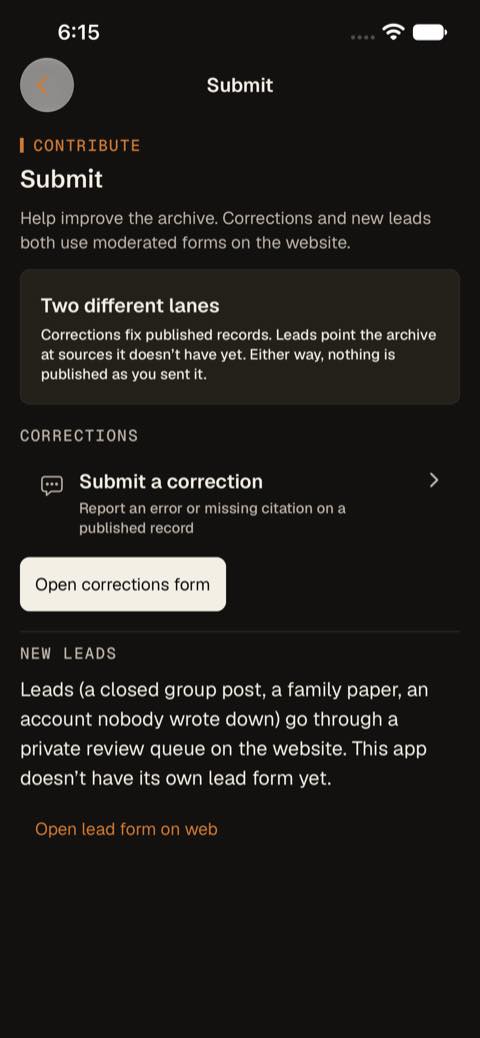 6:15
Submit
CONTRIBUTE
Submit
Help improve the archive. Corrections and new leads
both use moderated forms on the website.
Two different lanes
Corrections fix published records. Leads point the archive
at sources it doesn’t have yet. Either way, nothing is
published as you sent it.
CORRECTIONS
Submit a correction
Report an error or missing citation on a
published record
Open corrections form
NEW LEADS
Leads (a closed group post, a family paper, an
account nobody wrote down) go through a
private review queue on the website. This app
doesn’t have its own lead form yet.
Open lead form on web